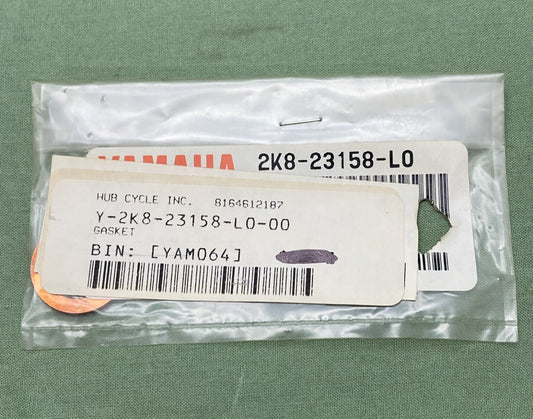 YAMAHA 2K8-23158-L0
HUB CYCLE INC. 8164612187
Y-2K8-23158-L0-00
GASKET
BIN: [YAM064]